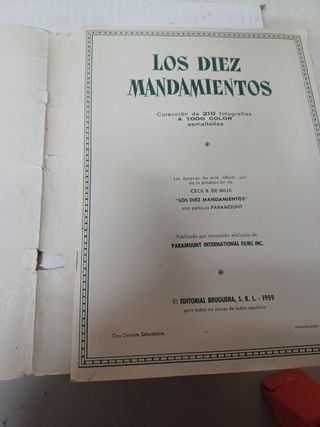 LOS DIEZ
MANDAMIENTOS
Colección de 210 fotografías
A TODO COLOR
esmaltadas
Las escenas de este álbum, son
de la producción de
CECIL B. DE MILLE
"LOS DIEZ MANDAMIENTOS"
una película PARAMOUNT
Publicado por concesión exclusiva de
PARAMOUNT INTERNATIONAL FILMS INC.
© EDITORIAL BRUGUERA, S. R. L. - 1959
para todos los países de habla española
Con Censura Eclesiástica.